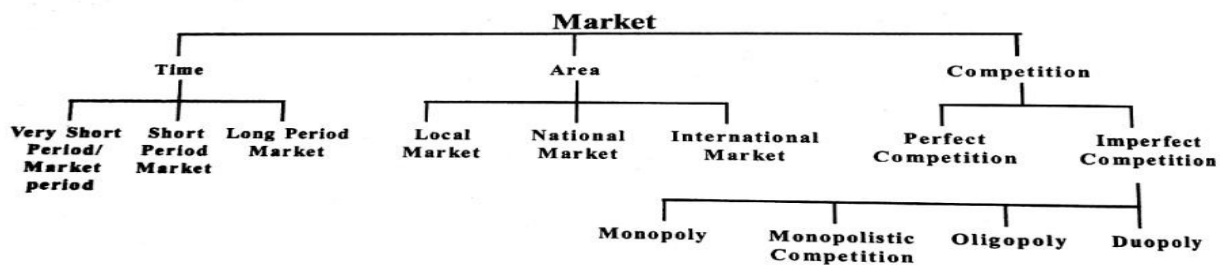 Market
Time
Area
Competition
Very Short
Period/
Market
period
Short
Period
Market
Long Period
Market
Local
Market
National
Market
International
Market
Perfect
Competition
Imperfect
Competition
Monopoly
Monopolistic
Competition
Oligopoly
Duopoly